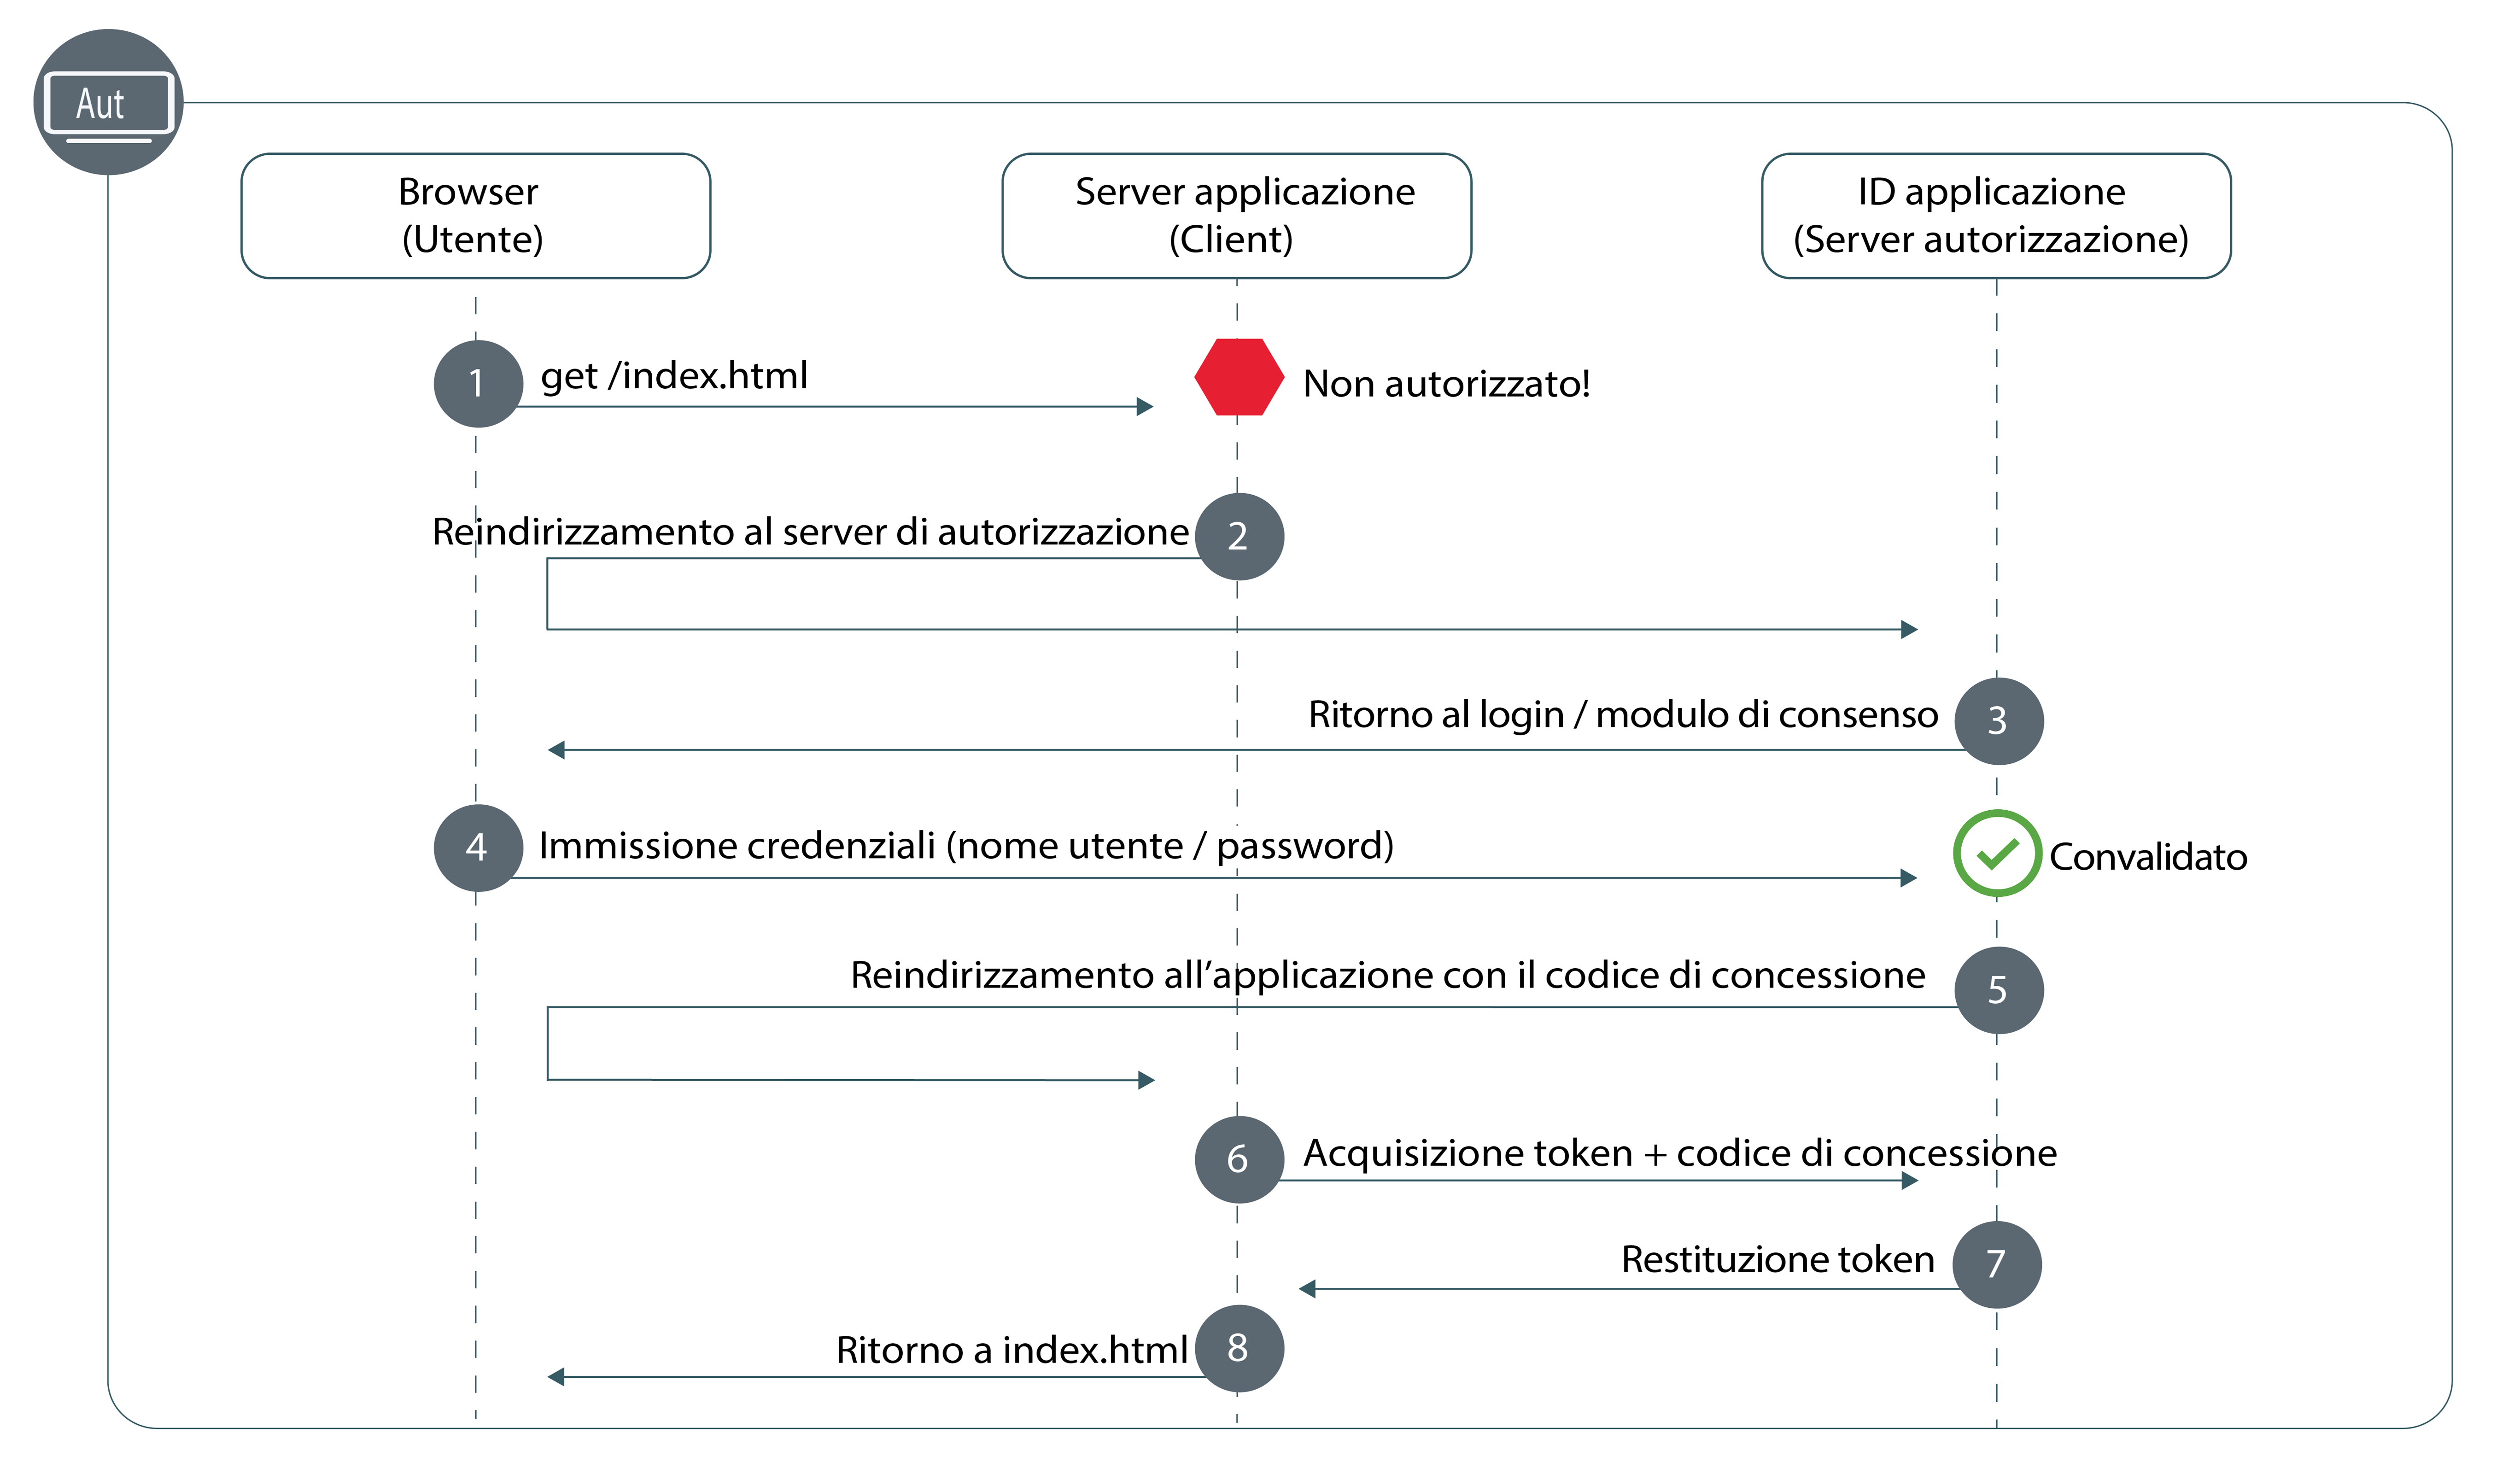 Aut
Browser
(Utente)
Server applicazione
(Client)
ID applicazione
(Server autorizzazione)
1
get /index.html
Non autorizzato!
Reindirizzamento al server di autorizzazione
2
Ritorno al login / modulo di consenso
3
4
Immissione credenziali (nome utente / password)
Convalidato
Reindirizzamento all’applicazione con il codice di concessione
5
6
Acquisizione token + codice di concessione
Restituzione token
7
Ritorno a index.html
8